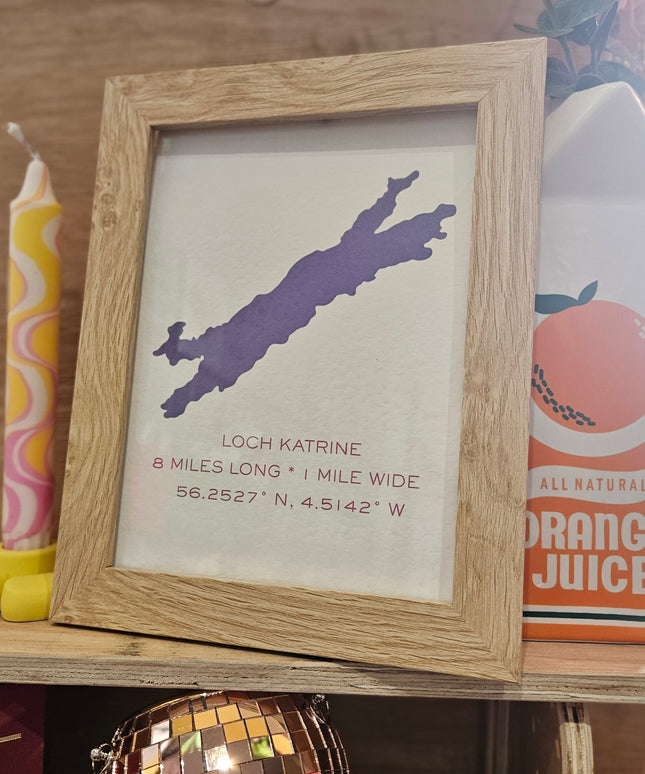 LOCH KATRINE
8 MILES LONG * 1 MILE WIDE
56.2527° N, 4.5142° W
ALL NATURAL
ORANG
JUICE